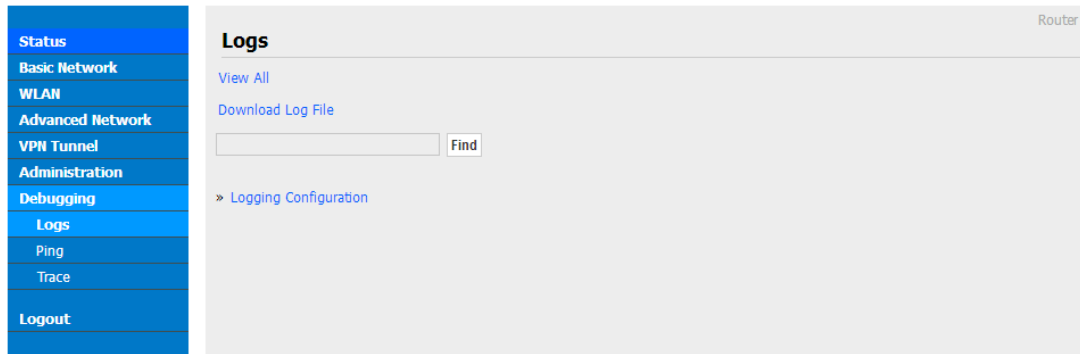 Router
Status
Basic Network
WLAN
Advanced Network
VPN Tunnel
Administration
Debugging
Logs
Ping
Trace
Logout
Logs
View All
Download Log File
Find
» Logging Configuration